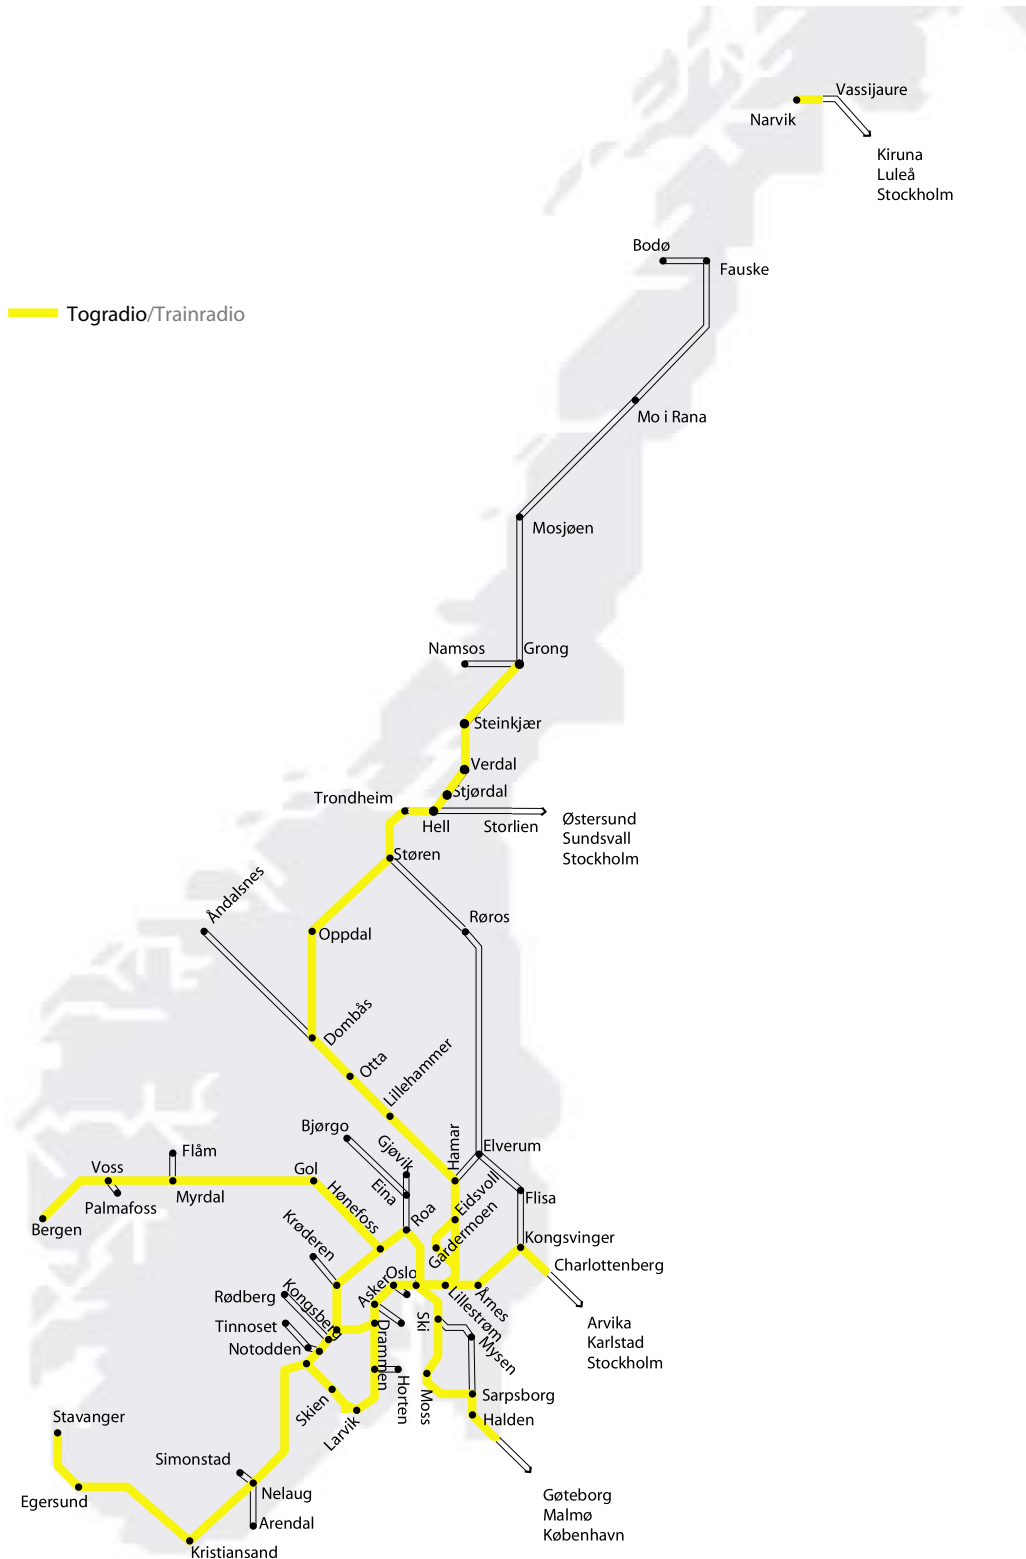 Vassijaure
Narvik
Kiruna
Luleå
Stockholm
Bodø
Fauske
Togradio/Trainradio
Mo i Rana
Mosjøen
Namsos
Grong
Steinkjær
Verdal
Stjørdal
Trondheim
Hell
Storlien
Østersund
Sundsvall
Stockholm
Støren
Åndalsnes
Røros
Oppdal
Dombås
Otta
Lillehammer
Bjørgo
Gjøvik
Hamar
Elverum
Flåm
Voss
Gol
Eina
Eidsvoll
Flisa
Palmafoss
Myrdal
Hønefoss
Roa
Bergen
Krøderen
Gardermoen
Kongsvinger
Charlottenberg
Oslo
Asker
Rødberg
Kongsberg
Årnes
Lillestrøm
Ski
Arvika
Karlstad
Stockholm
Tinnoset
Notodden
Drammen
Mysen
Skien
Larvik
Horten
Moss
Sarpsborg
Halden
Stavanger
Simonstad
Egersund
Nelaug
Arendal
Kristiansand
Gøteborg
Malmø
København